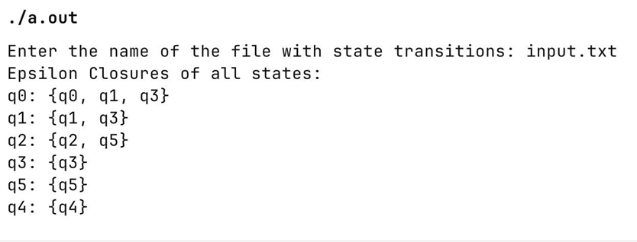 ./a.out
Enter the name of the file with state transitions: input.txt
Epsilon Closures of all states:
q0: {q0, q1, q3}
q1: {q1, q3}
q2: {q2, q5}
q3: {q3}
q5: {q5}
q4: {q4}